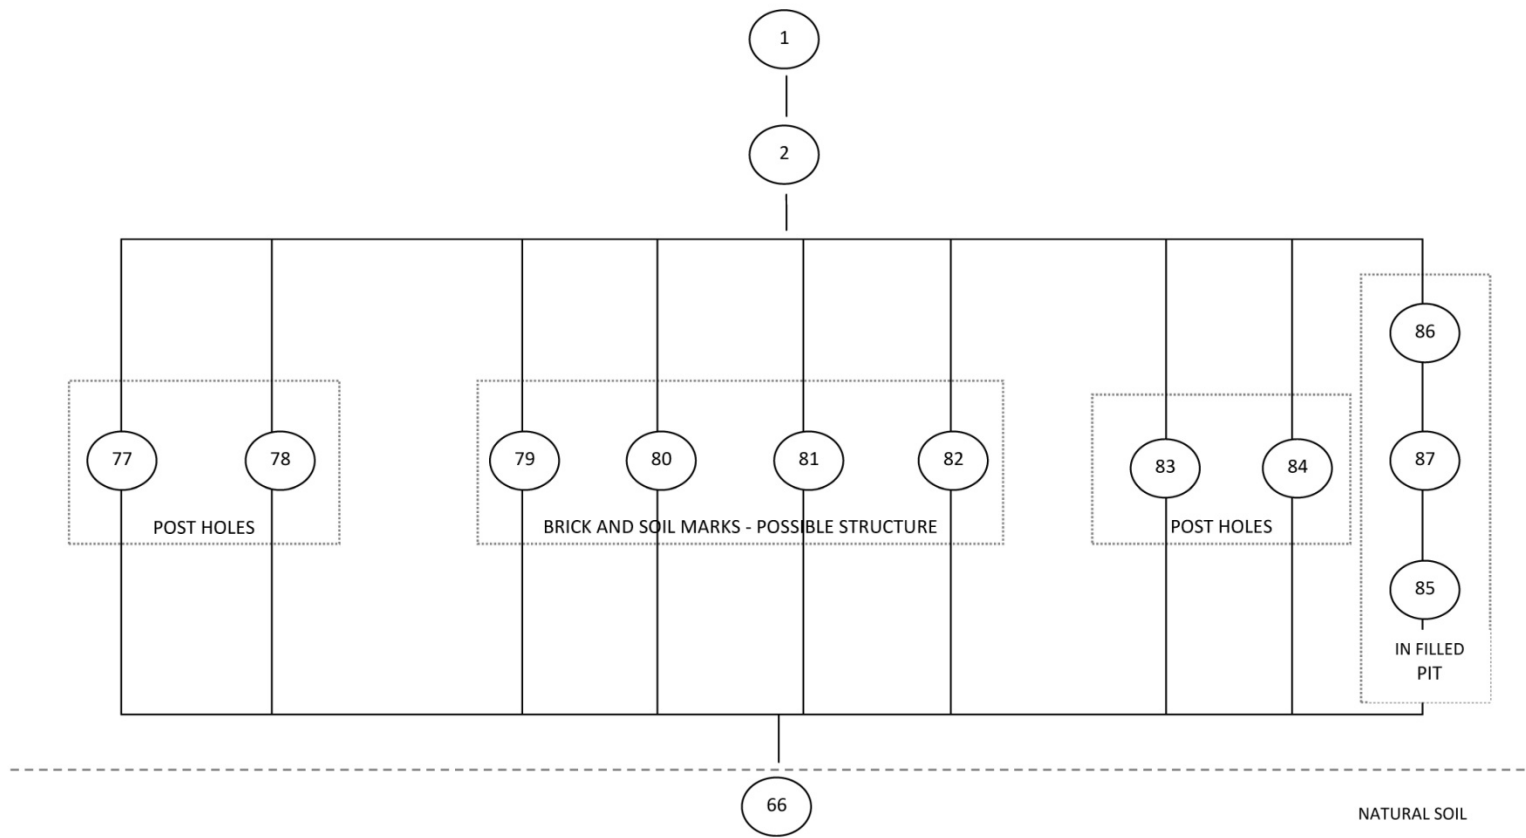 1
2
86
77
78
79
80
81
82
83
84
87
POST HOLES
BRICK AND SOIL MARKS - POSSIBLE STRUCTURE
POST HOLES
85
IN FILLED
PIT
66
NATURAL SOIL